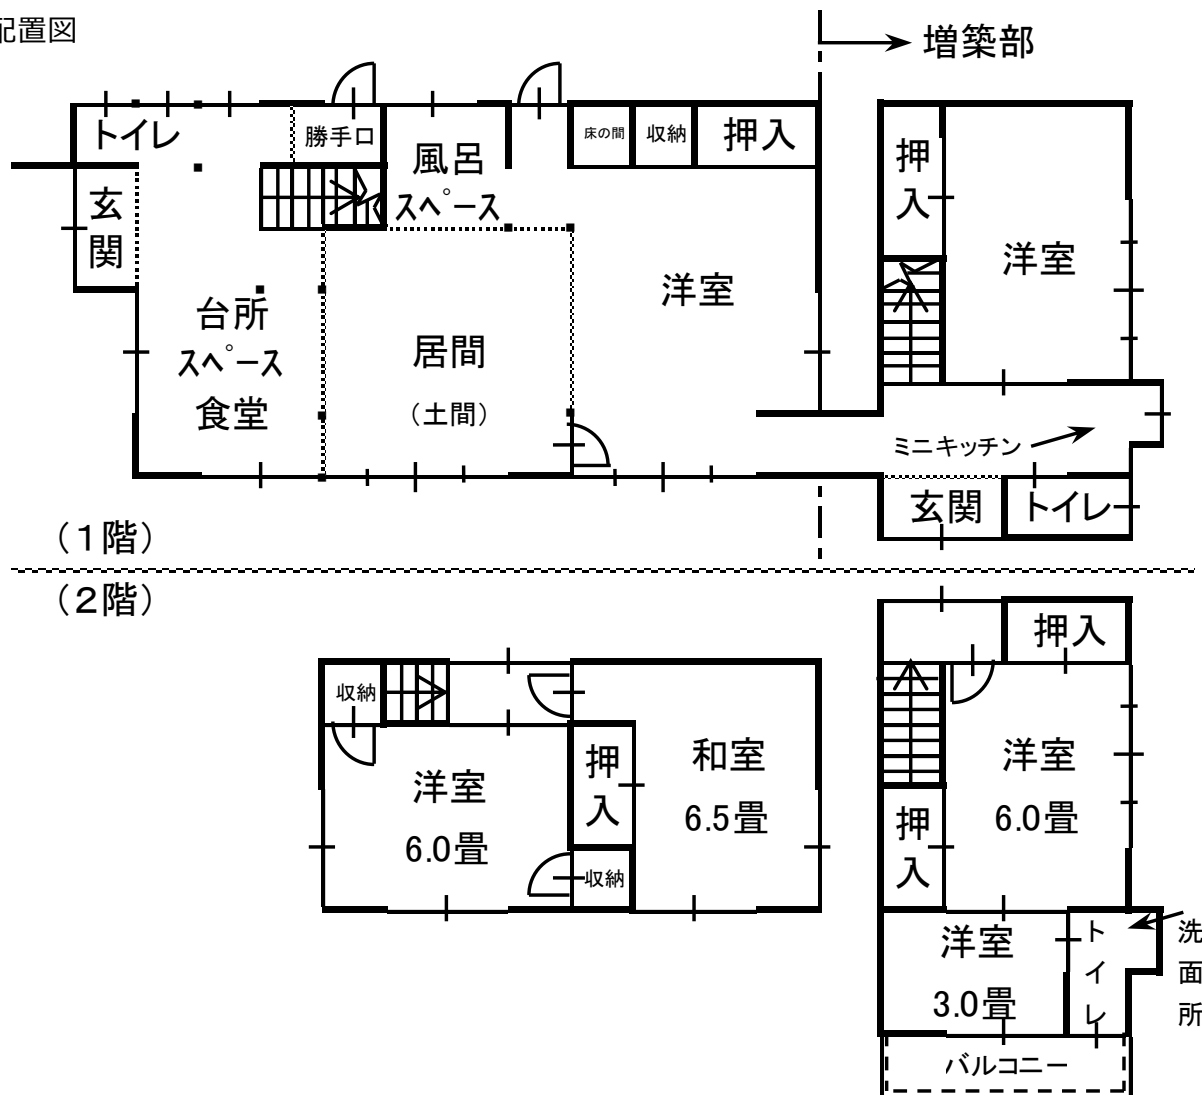 配置図
増築部
トイレ
勝手口
風呂
スペース
床の間
収納
押入
押入
玄関
洋室
洋室
台所
スペース
食堂
居間
（土間）
ミニキッチン
玄関
トイレ
（1階）
（2階）
押入
収納
洋室
6.0畳
押入
収納
和室
6.5畳
洋室
6.0畳
押入
洋室
3.0畳
トイレ
洗面所
バルコニー